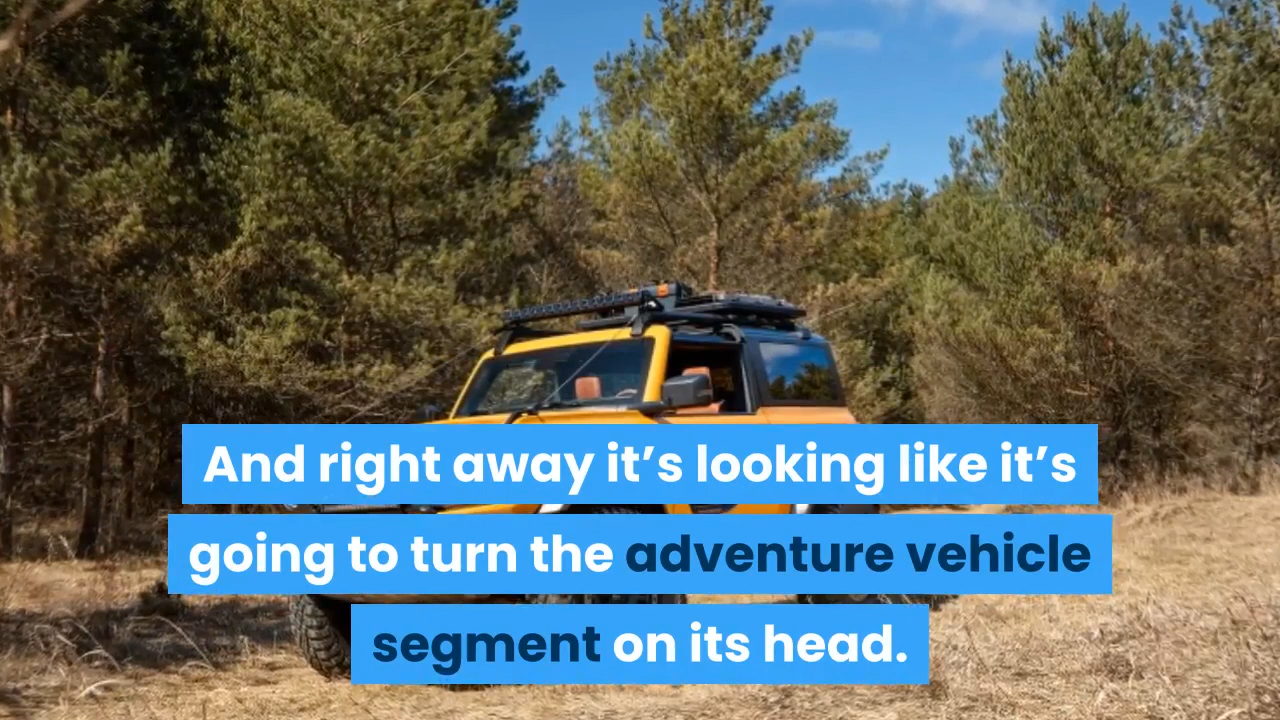 And right away it’s looking like it’s
going to turn the adventure vehicle
segment on its head.